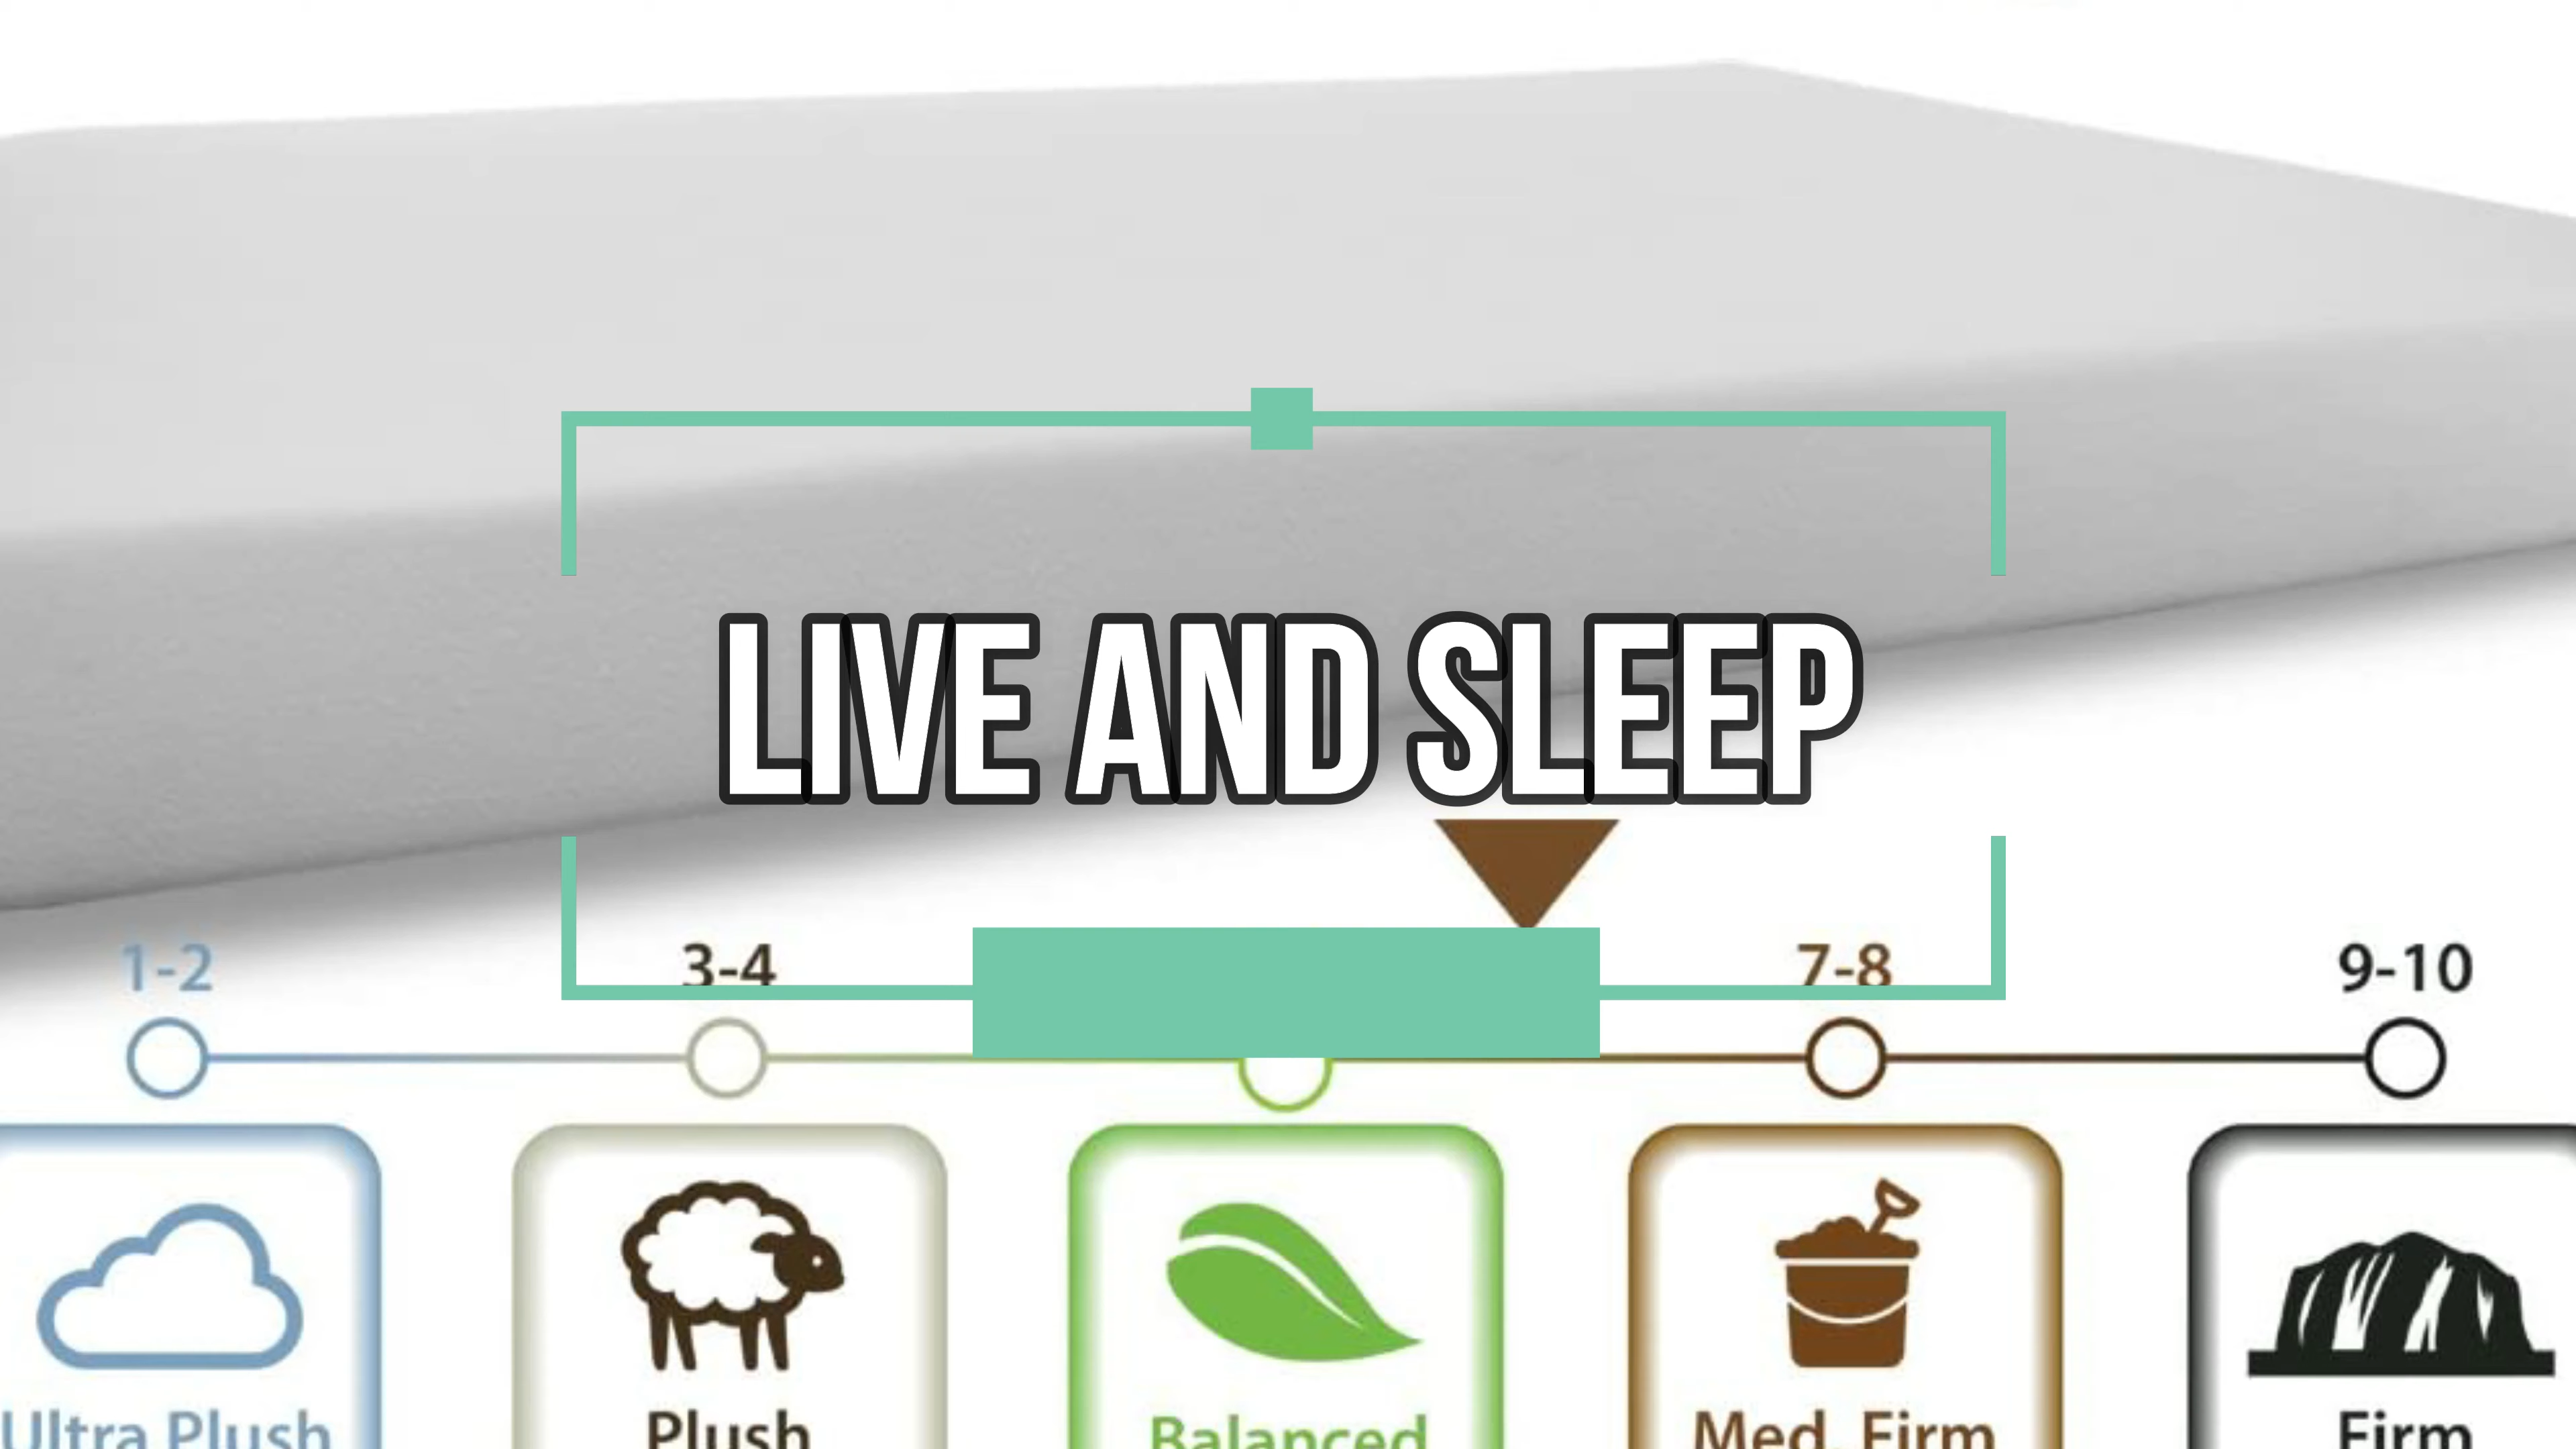 LIVE AND SLEEP
1-2 3-4 7-8 9-10
Ultra Plush Plush Balanced Med. Firm Firm